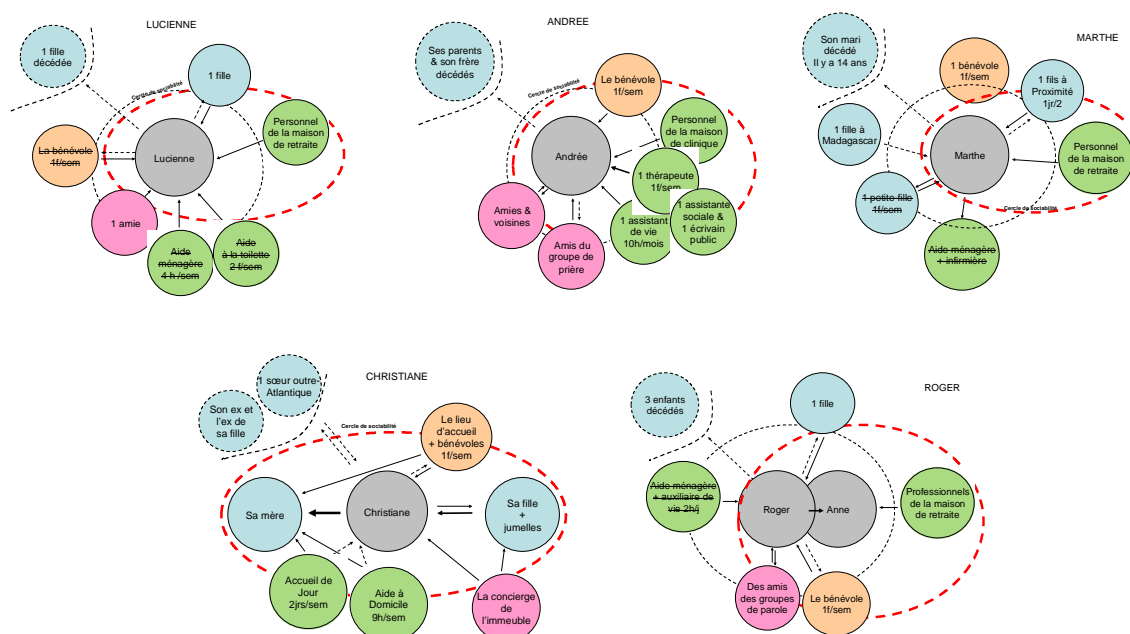 LUCIENNE
1 fille
décédée
1 fille
Cercle de sociabilité
Personnel
de la maison
de retraite
La bénévole
1f/sem
Lucienne
1 amie
Aide
ménagère
4 h /sem
Aide
à la toilette
2 f/sem
ANDREE
Ses parents
& son frère
décédés
Le bénévole
1f/sem
Cercle de sociabilité
Personnel
de la maison
de clinique
Andrée
1 thérapeute
1f/sem
Amies &
voisines
Amis du
groupe de
prière
1 assistant
de vie
10h/mois
1 assistante
sociale &
1 écrivain
public
MARTHE
Son mari
décédé
Il y a 14 ans
1 bénévole
1f/sem
1 fils à
Proximité
1jr/2
1 fille à
Madagascar
Marthe
Personnel
de la maison
de retraite
1 petite fille
1f/sem
Cercle de sociabilité
Aide ménagère
+ infirmière
CHRISTIANE
1 sœur outre-
Atlantique
Son ex et
l'ex de
sa fille
Cercle de sociabilité
Le lieu
d'accueil
+ bénévoles
1f/sem
Sa mère
Christiane
Sa fille
+
jumelles
Accueil de
Jour
2jrs/sem
Aide à
Domicile
9h/sem
La concierge
de
l'immeuble
ROGER
3 enfants
décédés
1 fille
Aide ménagère
+ auxiliaire de
vie 2h/j
Roger
Anne
Professionnels
de la maison
de retraite
Des amis
des groupes
de parole
Le bénévole
1f/sem